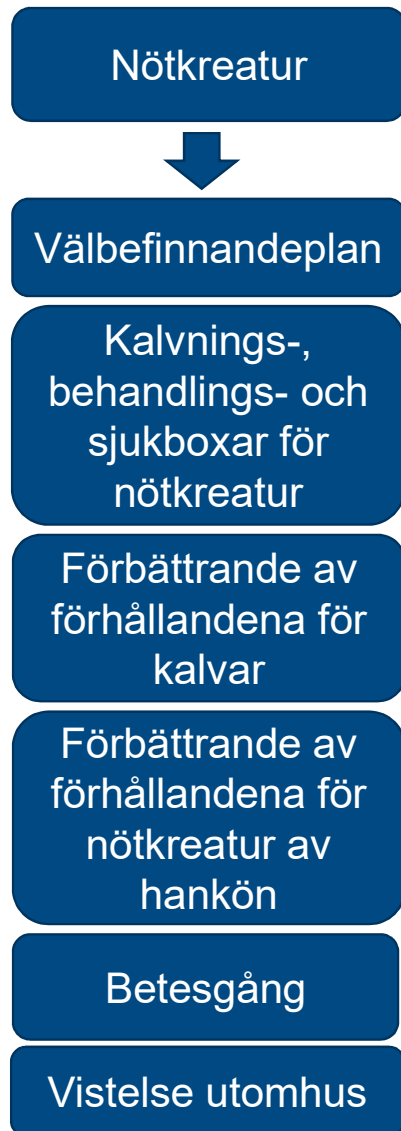 Nötkreatur
Välbefinnandeplan
Kalvnings-,
behandlings- och
sjukboxar för
nötkreatur
Förbättrande av
förhållandena för
kalvar
Förbättrande av
förhållandena för
nötkreatur av
hankön
Betesgång
Vistelse utomhus